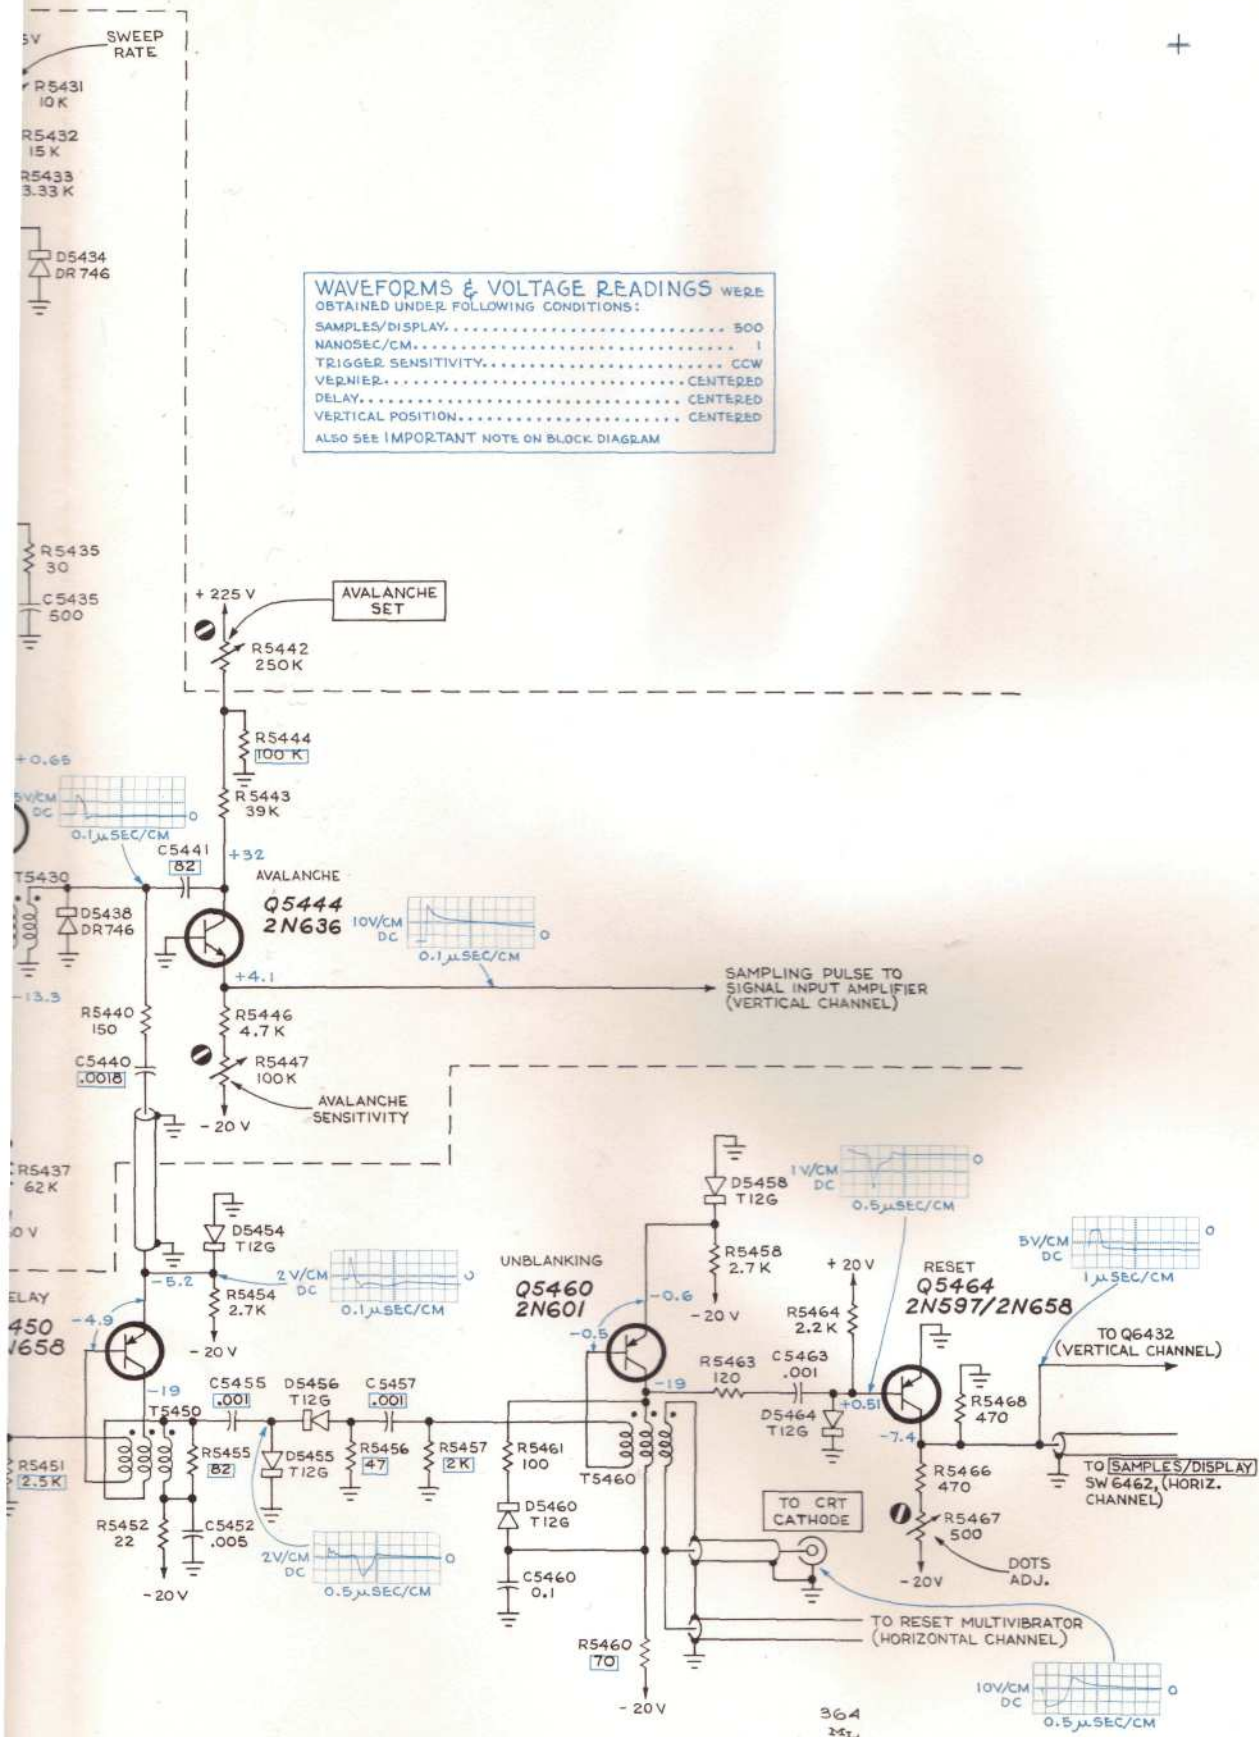 SWEEP
RATE
R5431
10K
R5432
15K
R5433
3.33K
D5434
DR746
WAVEFORMS & VOLTAGE READINGS WERE
OBTAINED UNDER FOLLOWING CONDITIONS:
SAMPLES/DISPLAY............................ 500
NANOSEC/CM................................ 1
TRIGGER SENSITIVITY........................ CCW
VERNIER.............................. CENTERED
DELAY................................ CENTERED
VERTICAL POSITION...................... CENTERED
ALSO SEE IMPORTANT NOTE ON BLOCK DIAGRAM
R5435
30
C5435
500
+ 225 V
AVALANCHE
SET
R5442
250K
R5444
100 K
+0.65
R5443
39K
5V/CM
DC
O
0.1μSEC/CM
C5441
82
+32
T5430
D5438
DR746
AVALANCHE
Q5444
2N636
10V/CM
DC
O
0.1μSEC/CM
+4.1
SAMPLING PULSE TO
SIGNAL INPUT AMPLIFIER
(VERTICAL CHANNEL)
-13.3
R5440
150
R5446
4.7K
C5440
.0018
R5447
100K
AVALANCHE
SENSITIVITY
-20V
R5437
62K
D5454
T12G
-5.2
2V/CM
DC
O
0.1μSEC/CM
R5454
2.7K
-20V
ELAY
450
N658
-4.9
-19
T5450
C5455
.001
D5456
T12G
C5457
.001
R5455
82
D5455
T12G
R5456
47
R5457
2K
R5451
2.5K
R5452
22
C5452
.005
-20V
2V/CM
DC
O
0.5μSEC/CM
UNBLANKING
Q5460
2N601
-0.6
-0.5
-19
D5458
T12G
R5458
2.7K
-20V
R5461
100
T5460
D5460
T12G
C5460
0.1
R5460
70
-20V
1V/CM
DC
O
0.5μSEC/CM
+20V
R5464
2.2K
R5463
120
C5463
.001
D5464
T12G
+0.51
RESET
Q5464
2N597/2N658
-7.4
R5468
470
R5466
470
R5467
500
DOTS
ADJ.
-20V
5V/CM
DC
O
1μSEC/CM
TO Q6432
(VERTICAL CHANNEL)
TO SAMPLES/DISPLAY
SW 6462, (HORIZ.
CHANNEL)
TO CRT
CATHODE
TO RESET MULTIVIBRATOR
(HORIZONTAL CHANNEL)
10V/CM
DC
O
0.5μSEC/CM
364